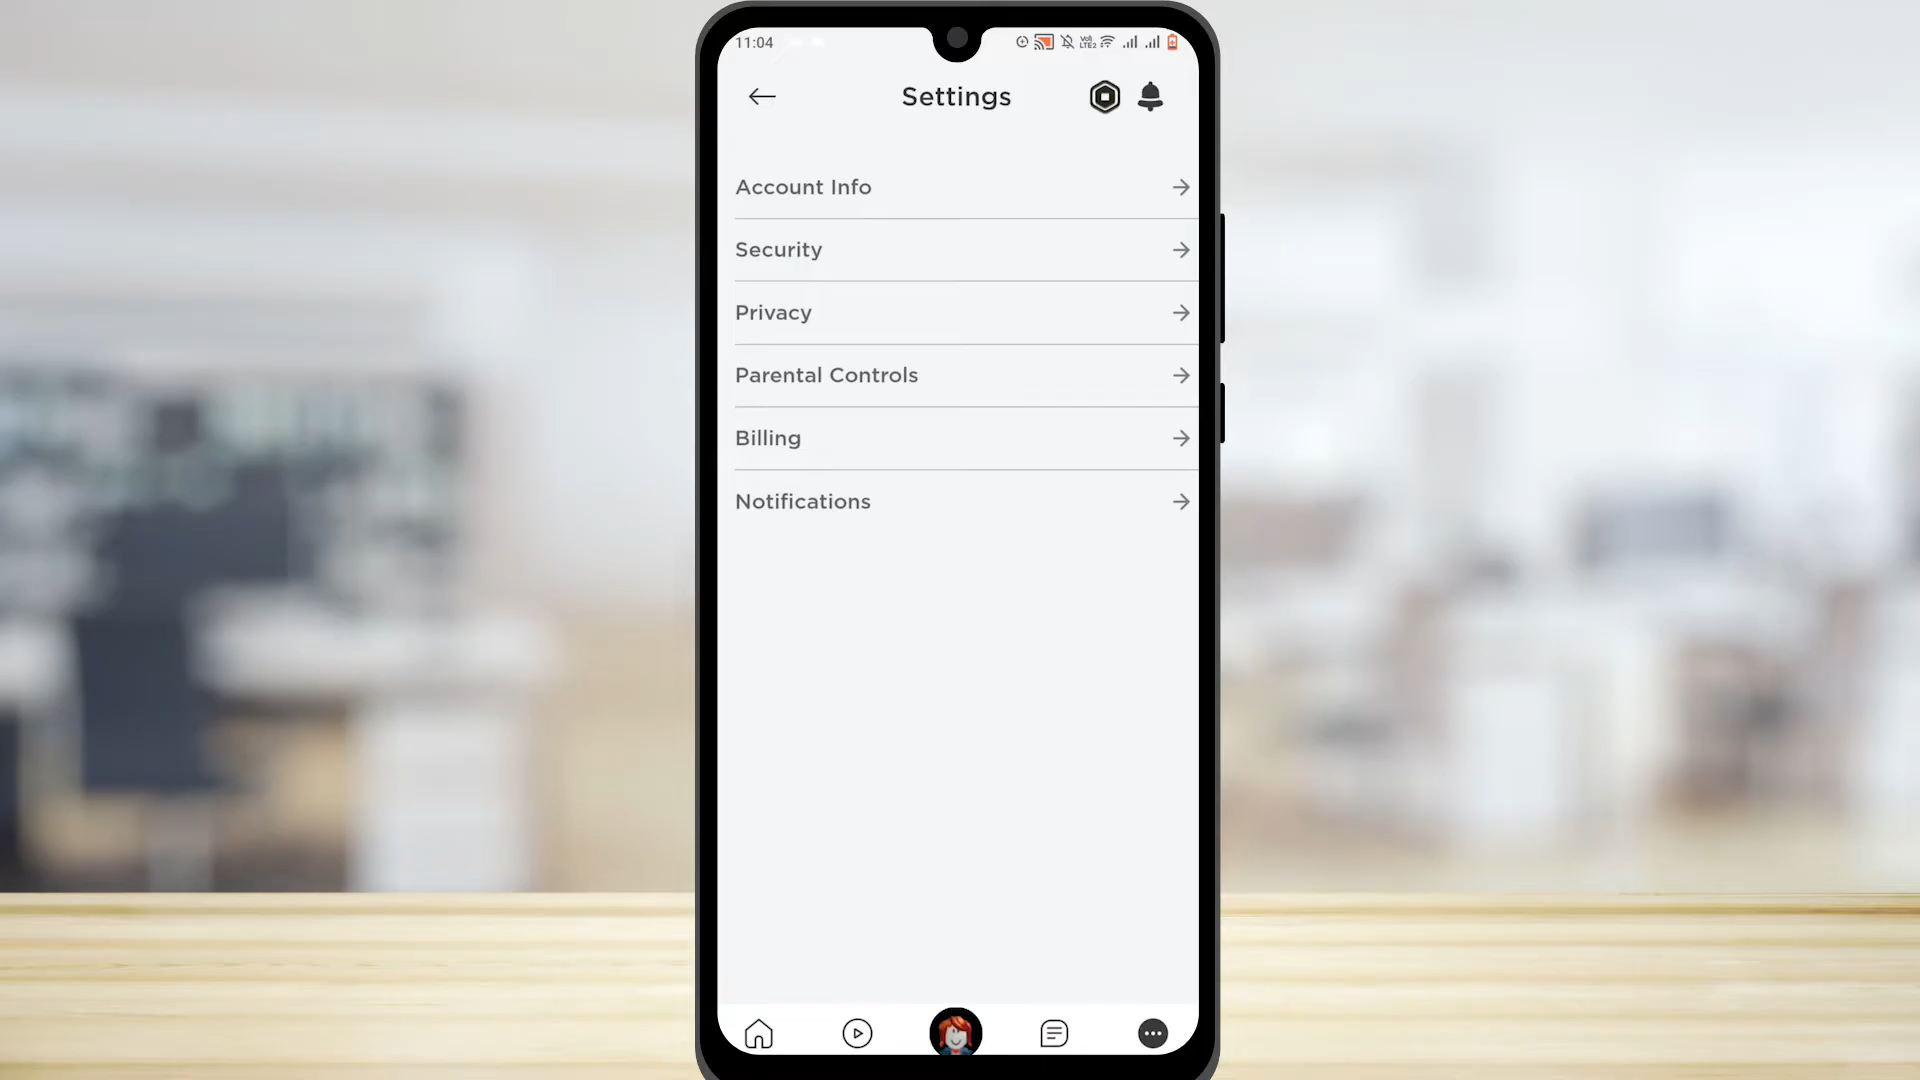 11:04
Settings
Account Info
Security
Privacy
Parental Controls
Billing
Notifications